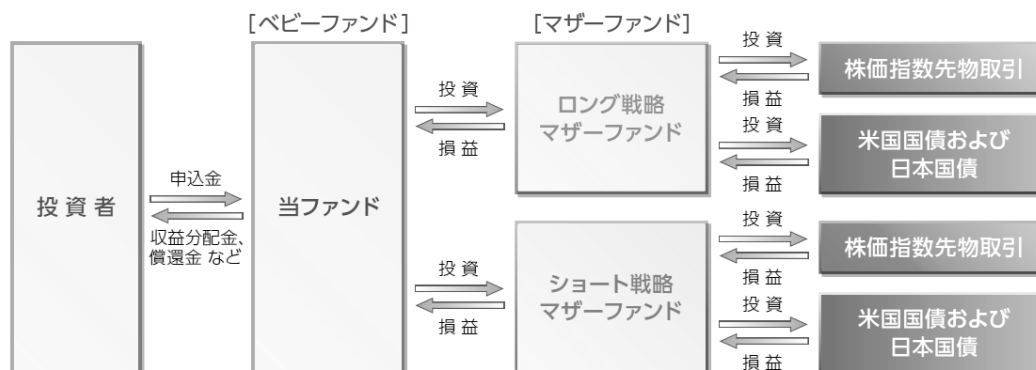 [ベビーファンド]
[マザーファンド]
投資者
申込金
収益分配金、
償還金 など
当ファンド
投資
損益
ロング戦略
マザーファンド
投資
損益
株価指数先物取引
投資
損益
米国国債および
日本国債
投資
損益
ショート戦略
マザーファンド
投資
損益
株価指数先物取引
投資
損益
米国国債および
日本国債